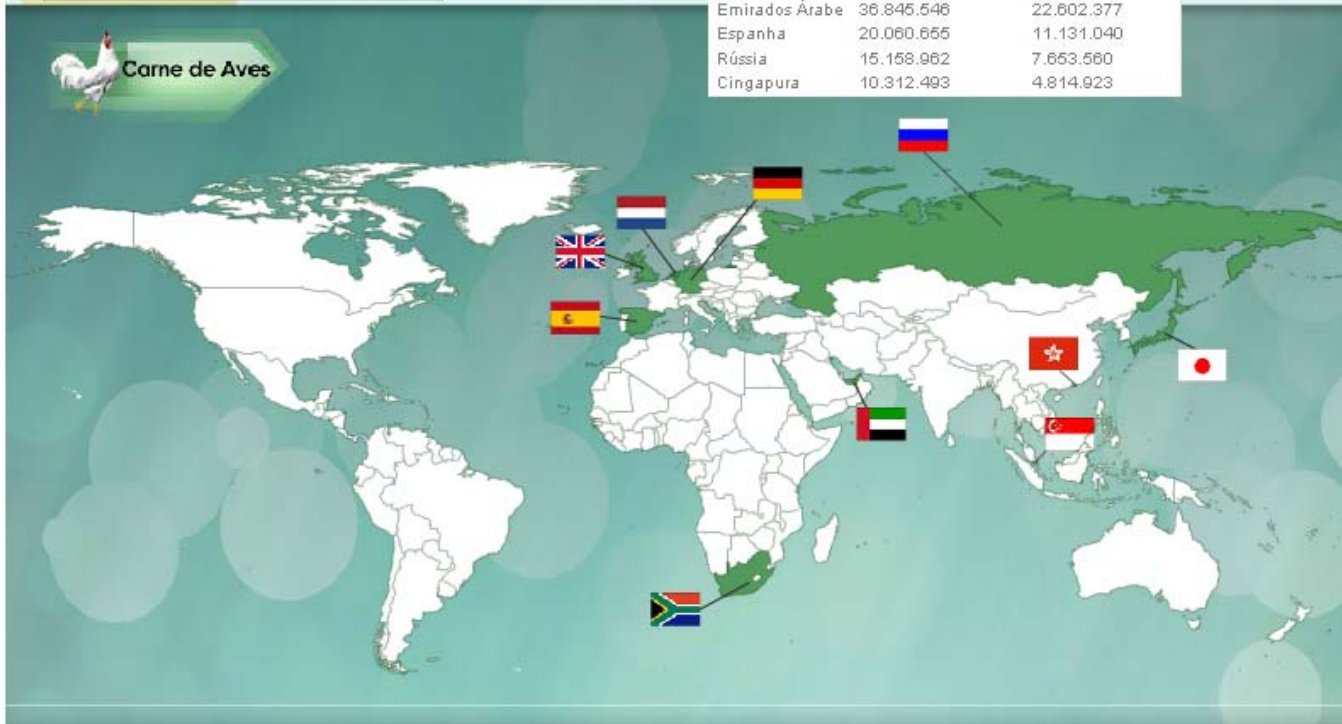 Emirados Árabe 36.845.546 22.602.377
Espanha 20.060.655 11.131.040
Rússia 15.158.962 7.653.560
Cingapura 10.312.493 4.814.923
Carne de Aves